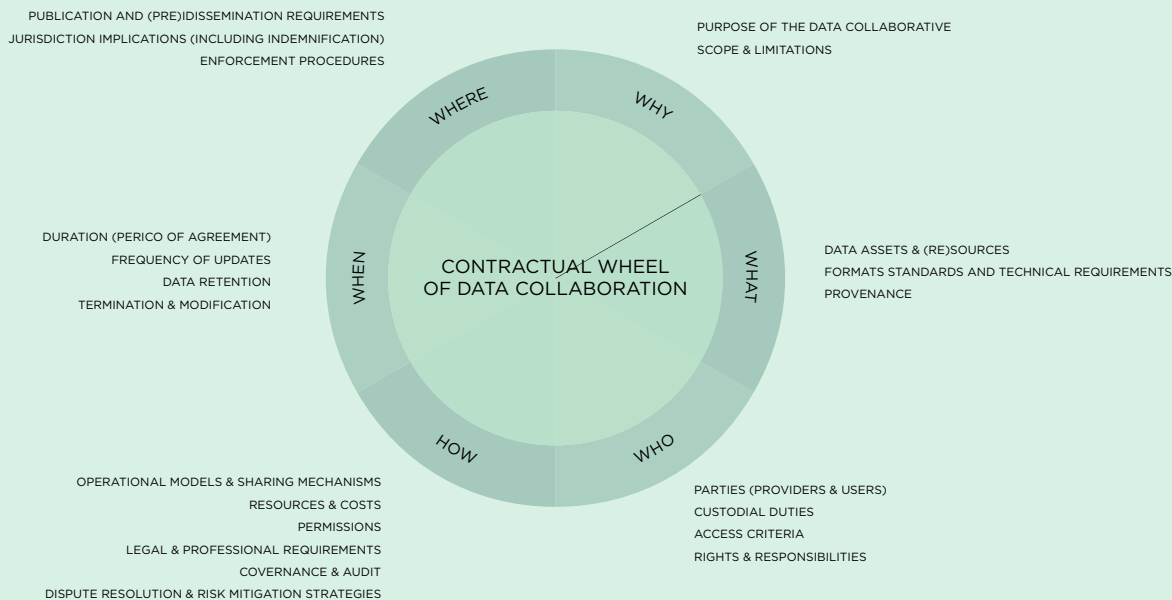 PUBLICATION AND (PRE)IDISSEMINATION REQUIREMENTS
JURISDICTION IMPLICATIONS (INCLUDING INDEMNIFICATION)
ENFORCEMENT PROCEDURES
WHERE
PURPOSE OF THE DATA COLLABORATIVE
SCOPE & LIMITATIONS
WHY
DURATION (PERICO OF AGREEMENT)
FREQUENCY OF UPDATES
DATA RETENTION
TERMINATION & MODIFICATION
WHEN
CONTRACTUAL WHEEL
OF DATA COLLABORATION
WHAT
DATA ASSETS & (RE)SOURCES
FORMATS STANDARDS AND TECHNICAL REQUIREMENTS
PROVENANCE
HOW
OPERATIONAL MODELS & SHARING MECHANISMS
RESOURCES & COSTS
PERMISSIONS
LEGAL & PROFESSIONAL REQUIREMENTS
COVERNANCE & AUDIT
DISPUTE RESOLUTION & RISK MITIGATION STRATEGIES
WHO
PARTIES (PROVIDERS & USERS)
CUSTODIAL DUTIES
ACCESS CRITERIA
RIGHTS & RESPONSIBILITIES